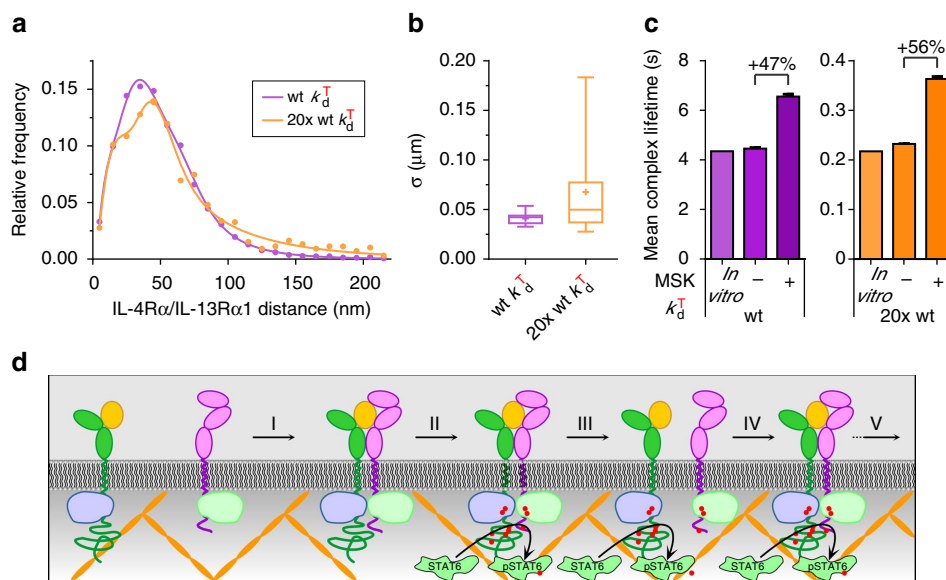 a
Relative frequency
0.15
0.10
0.05
0.00
0
50
100
150
200
IL-4Rα/IL-13Rα1 distance (nm)
wt k_d^T
20x wt k_d^T
b
σ (μm)
0.20
0.15
0.10
0.05
0.00
wt k_d^T
20x wt k_d^T
c
Mean complex lifetime (s)
8
6
4
2
0
+47%
MSK
In vitro
–
+
k_d^T
wt
0.4
0.3
0.2
0.1
0.0
+56%
In vitro
–
+
20x wt
d
I
II
III
IV
V
STAT6
pSTAT6
STAT6
pSTAT6
STAT6
pSTAT6